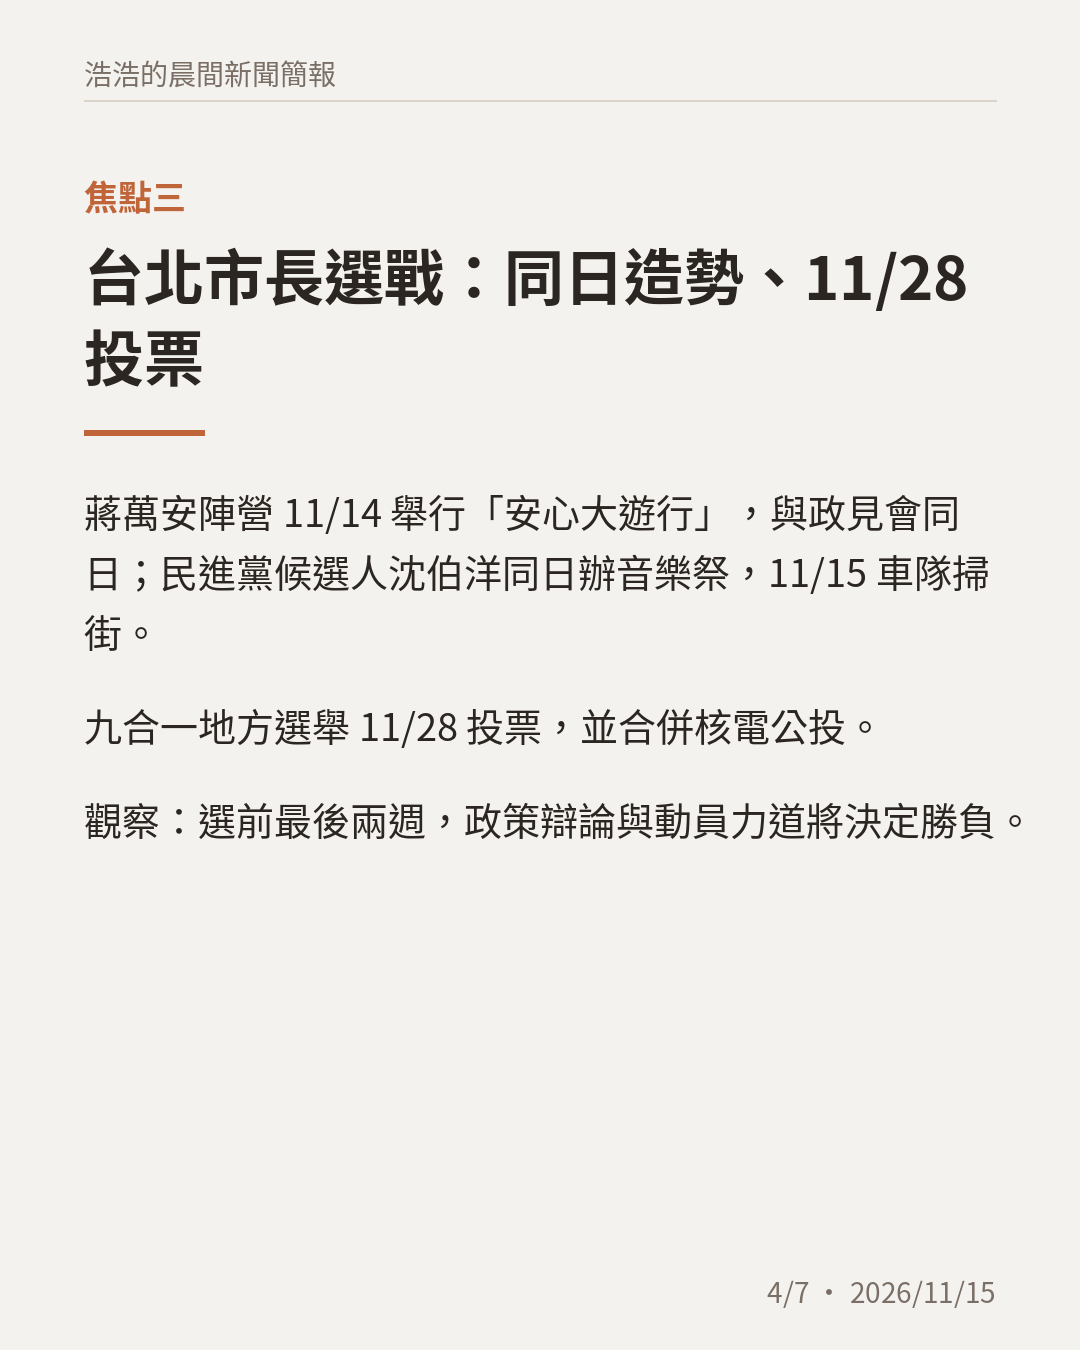 浩浩的晨間新聞簡報
焦點三
台北市長選戰：同日造勢、11/28
投票
蔣萬安陣營 11/14 舉行「安心大遊行」，與政見會同
日；民進黨候選人沈伯洋同日辦音樂祭，11/15 車隊掃
街。
九合一地方選舉 11/28 投票，並合併核電公投。
觀察：選前最後兩週，政策辯論與動員力道將決定勝負。
4/7 · 2026/11/15